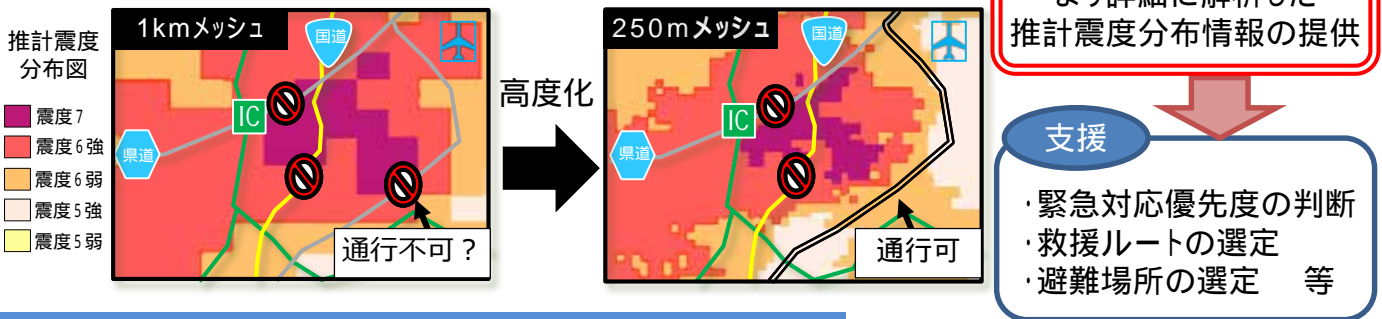 推計震度
分布図
震度7
震度6強
震度6弱
震度5強
震度5弱
1kmメッシュ
国道
IC
県道
通行不可？
高度化
250mメッシュ
国道
IC
県道
通行可
推計震度分布情報の提供
支援
・緊急対応優先度の判断
・救援ルートの選定
・避難場所の選定　等